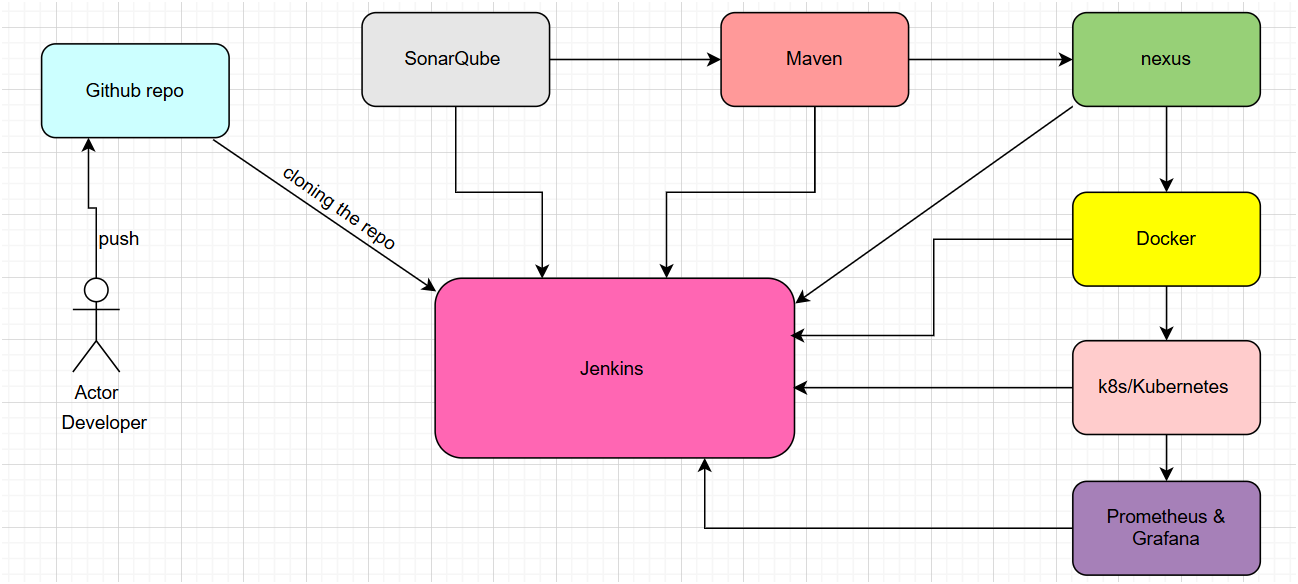 Github repo
SonarQube
Maven
nexus
cloning the repo
push
Docker
Actor
Developer
Jenkins
k8s/Kubernetes
Prometheus &
Grafana